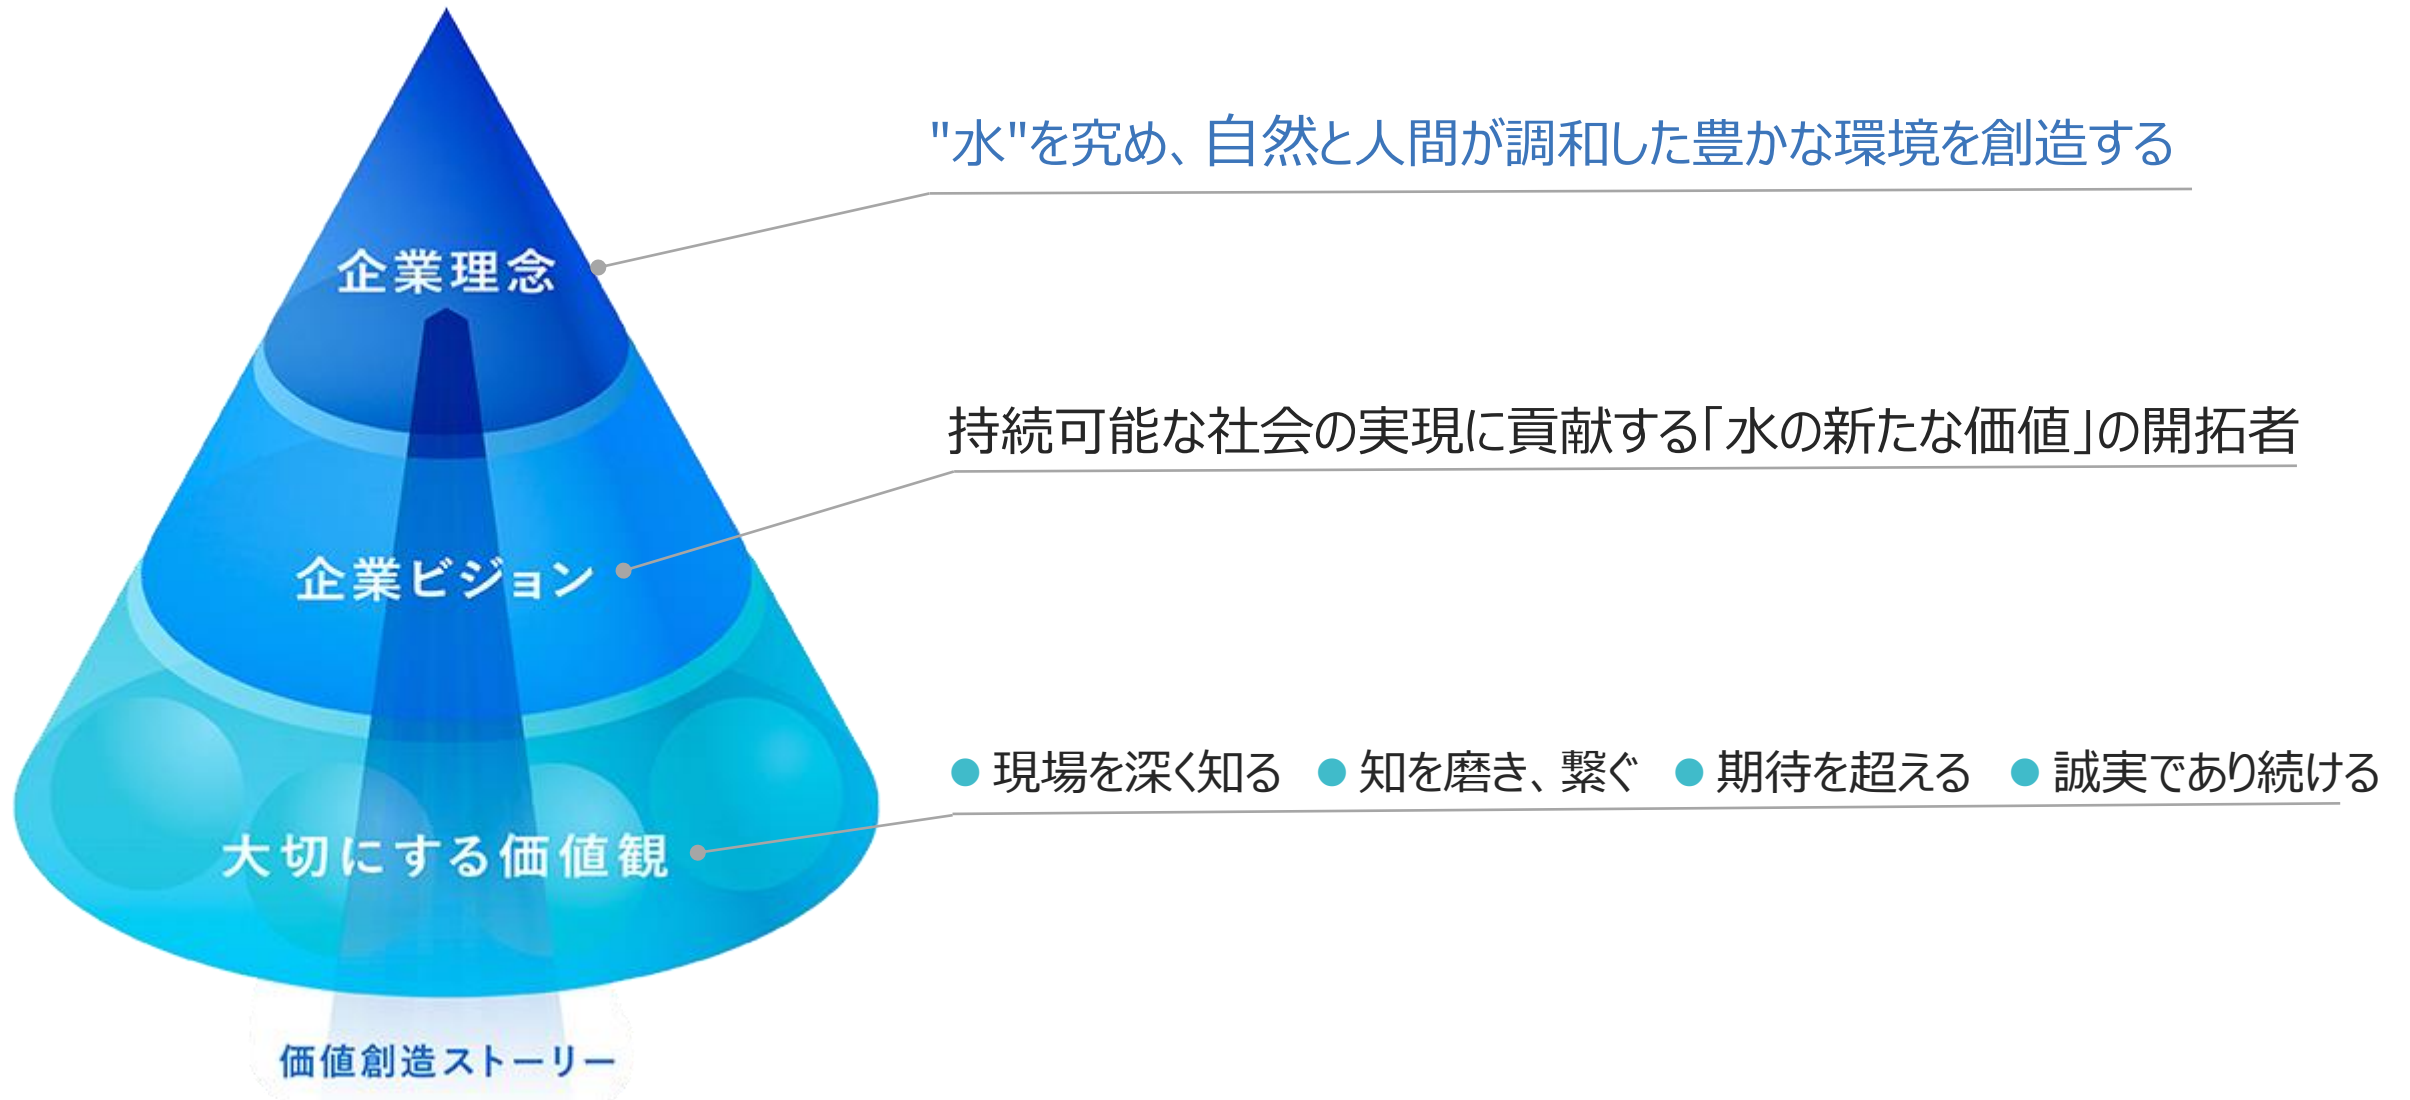 "水"を究め、自然と人間が調和した豊かな環境を創造する
企業理念
持続可能な社会の実現に貢献する「水の新たな価値」の開拓者
企業ビジョン
● 現場を深く知る ● 知を磨き、繋ぐ ● 期待を超える ● 誠実であり続ける
大切にする価値観
価値創造ストーリー